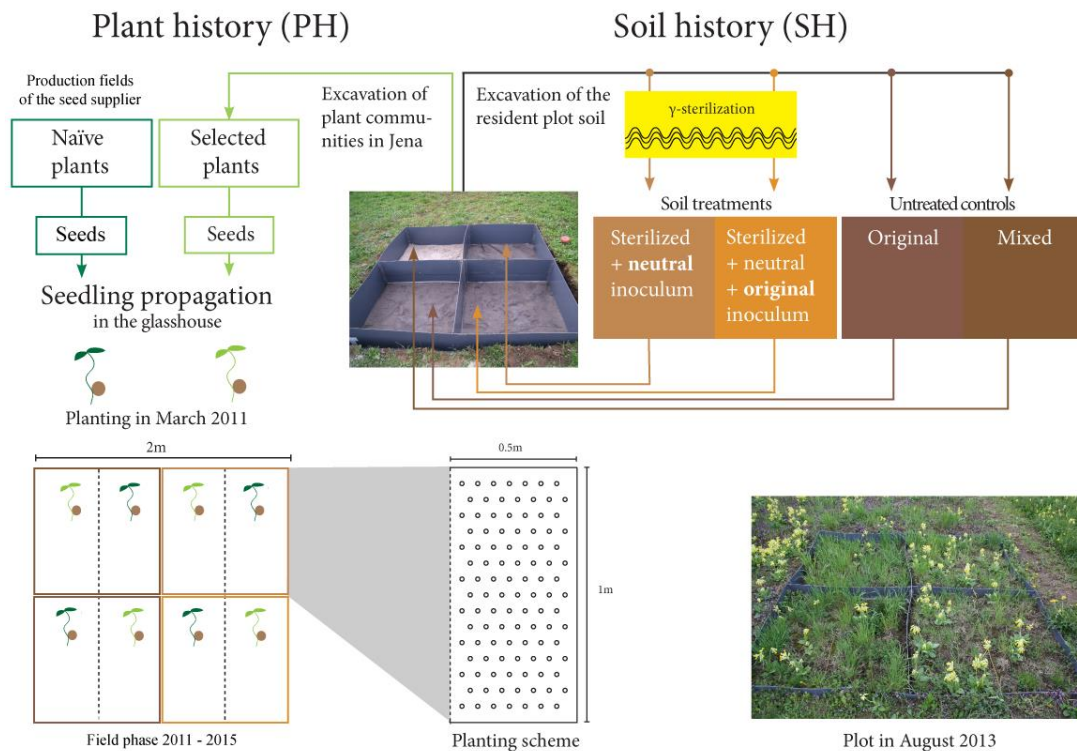 Plant history (PH)
Soil history (SH)
Production fields
of the seed supplier
Naïve
plants
Selected
plants
Seeds
Seeds
Seedling propagation
in the glasshouse
Planting in March 2011
Excavation of
plant commu-
nities in Jena
Excavation of the
resident plot soil
γ-sterilization
Soil treatments
Untreated controls
Sterilized
+ neutral
inoculum
Sterilized
+ neutral
+ original
inoculum
Original
Mixed
2m
Field phase 2011 - 2015
0.5m
1m
Planting scheme
Plot in August 2013